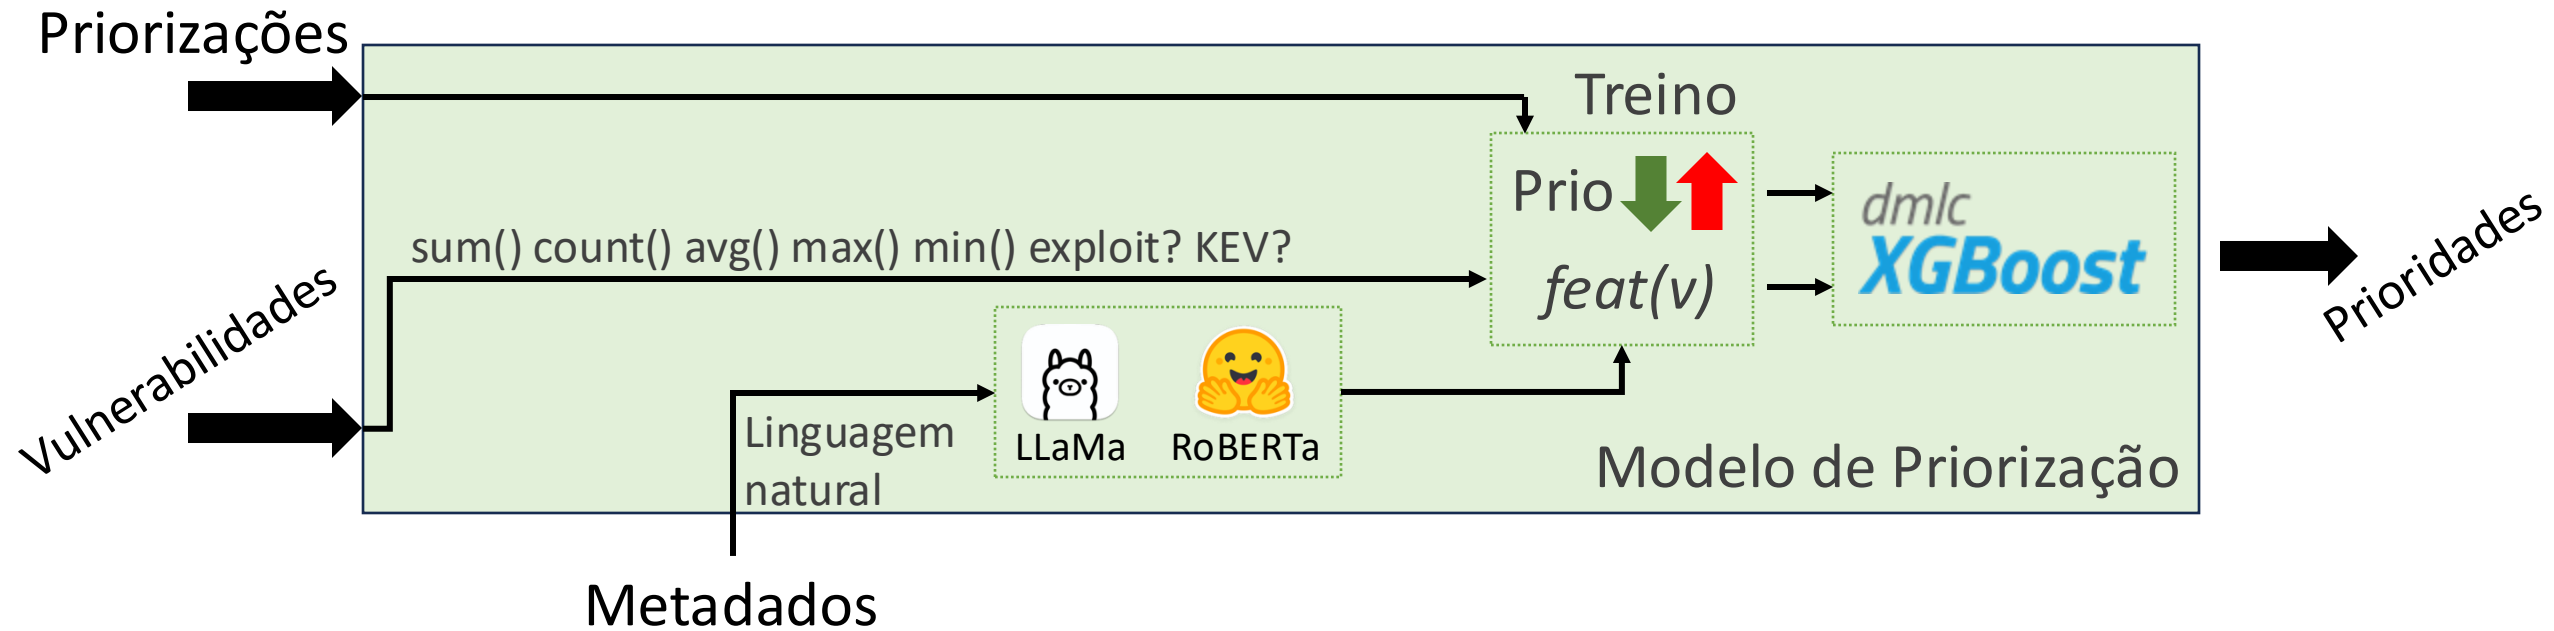 Priorizações
Treino
Prio
dmlc
XGBoost
sum() count() avg() max() min() exploit? KEV?
feat(v)
Prioridades
Vulnerabilidades
Linguagem
natural
LLaMa
RoBERTa
Modelo de Priorização
Metadados